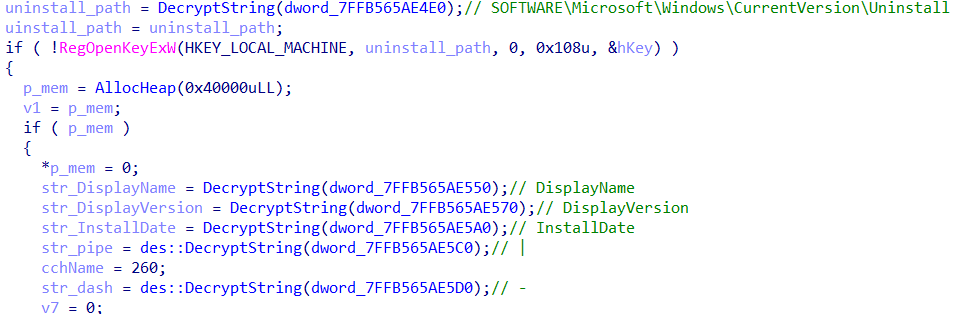 uninstall_path = DecryptString(dword_7FFB565AE4E0);// SOFTWARE\Microsoft\Windows\CurrentVersion\Uninstall
uinstall_path = uninstall_path;
if ( !RegOpenKeyExW(HKEY_LOCAL_MACHINE, uninstall_path, 0, 0x108u, &hKey) )
{
p_mem = AllocHeap(0x40000uLL);
v1 = p_mem;
if ( p_mem )
{
*p_mem = 0;
str_DisplayName = DecryptString(dword_7FFB565AE550);// DisplayName
str_DisplayVersion = DecryptString(dword_7FFB565AE570);// DisplayVersion
str_InstallDate = DecryptString(dword_7FFB565AE5A0);// InstallDate
str_pipe = des::DecryptString(dword_7FFB565AE5C0);// |
cchName = 260;
str_dash = des::DecryptString(dword_7FFB565AE5D0);// -
v7 = 0;